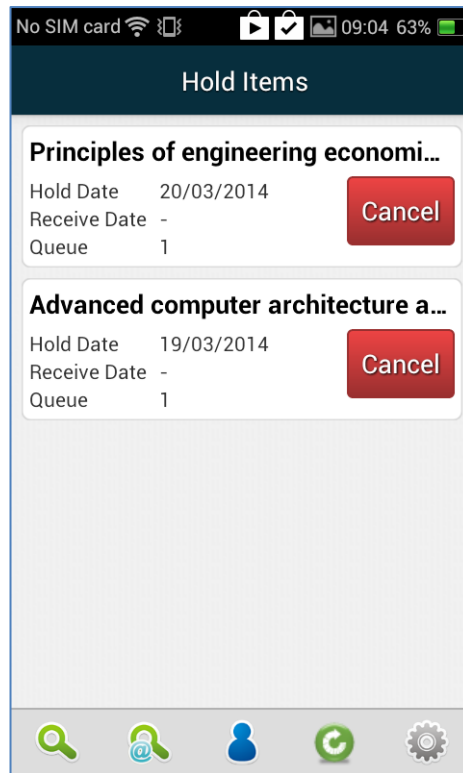 No SIM card 09:04 63%
Hold Items
Principles of engineering economi...
Hold Date 20/03/2014
Receive Date -
Queue 1
Cancel
Advanced computer architecture a...
Hold Date 19/03/2014
Receive Date -
Queue 1
Cancel
@